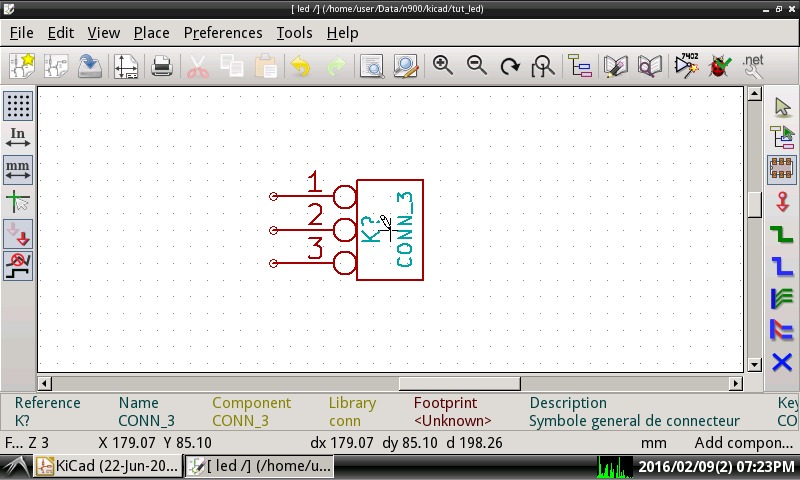 [ led /] (/home/user/Data/n900/kicad/tut_led)
File Edit View Place Preferences Tools Help
7402
.net
In
mm
1
2
3
K?
CONN_3
Reference Name Component Library Footprint Description Key
K? CONN_3 CONN_3 conn <Unknown> Symbole general de connecteur CO
F... Z 3 X 179.07 Y 85.10 dx 179.07 dy 85.10 d 198.26 mm Add compon...
KiCad (22-Jun-20... [ led /] (/home/u... 2016/02/09(2) 07:23PM